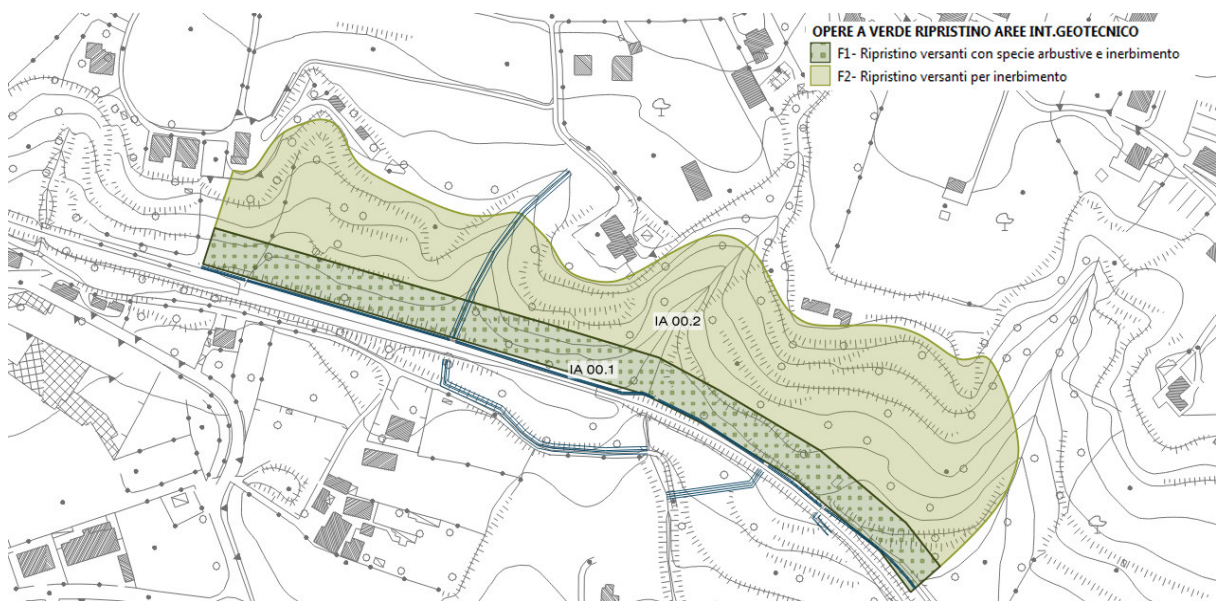 OPERE A VERDE RIPRISTINO AREE INT.GEOTECNICO
F1- Ripristino versanti con specie arbustive e inerbimento
F2- Ripristino versanti per inerbimento
IA 00.2
IA 00.1